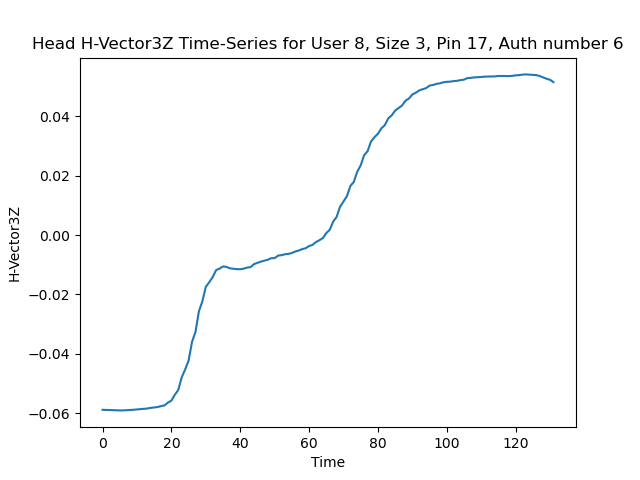 Head H-Vector3Z Time-Series for User 8, Size 3, Pin 17, Auth number 6
H-Vector3Z
0.04
0.02
0.00
−0.02
−0.04
−0.06
0 20 40 60 80 100 120
Time